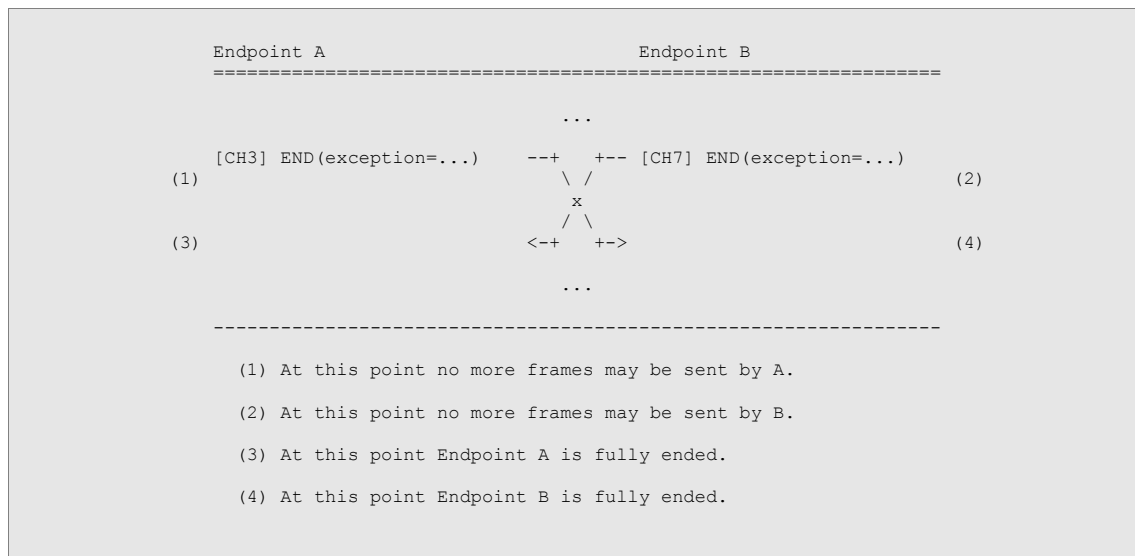 Endpoint A                            Endpoint B
=================================================================
...
[CH3] END(exception=...)    --+   +-- [CH7] END(exception=...)
(1)                                \ /                                (2)
x
/ \
(3)                             <-+   +->                             (4)
...
-----------------------------------------------------------------
(1) At this point no more frames may be sent by A.
(2) At this point no more frames may be sent by B.
(3) At this point Endpoint A is fully ended.
(4) At this point Endpoint B is fully ended.